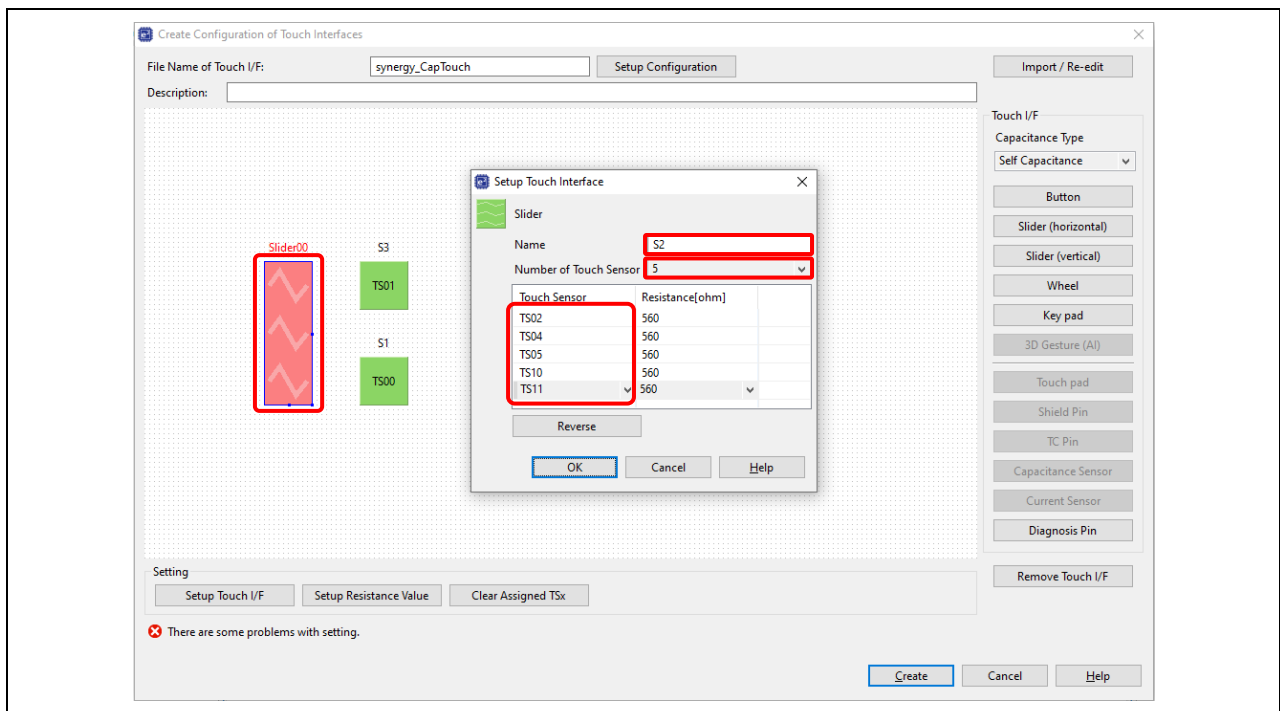 Create Configuration of Touch Interfaces
File Name of Touch I/F: synergy_CapTouch Setup Configuration Import / Re-edit
Description:
Touch I/F
Capacitance Type
Self Capacitance
Button
Slider (horizontal)
Slider (vertical)
Wheel
Key pad
3D Gesture (AI)
Touch pad
Shield Pin
TC Pin
Capacitance Sensor
Current Sensor
Diagnosis Pin
Remove Touch I/F
Slider00
S3
TS01
S1
TS00
Setup Touch Interface
Slider
Name S2
Number of Touch Sensor 5
Touch Sensor Resistance[ohm]
TS02 560
TS04 560
TS05 560
TS10 560
TS11 560
Reverse
OK Cancel Help
Setting
Setup Touch I/F Setup Resistance Value Clear Assigned TSx
There are some problems with setting.
Create Cancel Help